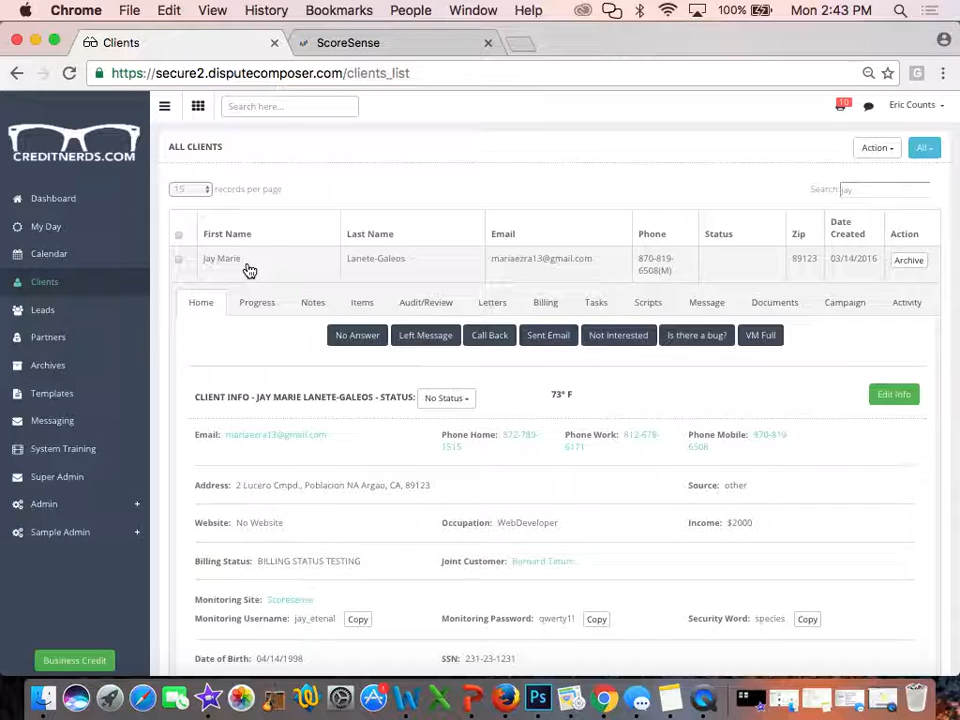 Chrome File Edit View History Bookmarks People Window Help 100% Mon 2:43 PM
Clients
ScoreSense
https://secure2.disputecomposer.com/clients_list
G
CREDITNERDS.COM
Search here...
10
Eric Counts
Dashboard
My Day
Calendar
Clients
Leads
Partners
Archives
Templates
Messaging
System Training
Super Admin
Admin +
Sample Admin +
Business Credit
ALL CLIENTS
Action
All
15 records per page
Search: jay
First Name Last Name Email Phone Status Zip Date Created Action
Jay Marie Lanete-Galeos mariaezra13@gmail.com 870-819-6508(M) 89123 03/14/2016 Archive
Home Progress Notes Items Audit/Review Letters Billing Tasks Scripts Message Documents Campaign Activity
No Answer Left Message Call Back Sent Email Not Interested Is there a bug? VM Full
CLIENT INFO - JAY MARIE LANETE-GALEOS - STATUS: No Status 73° F Edit Info
Email: mariaezra13@gmail.com Phone Home: 872-789-1515 Phone Work: 812-678-6171 Phone Mobile: 870-819-6508
Address: 2 Lucero Cmpd., Poblacion NA Argao, CA, 89123 Source: other
Website: No Website Occupation: WebDeveloper Income: $2000
Billing Status: BILLING STATUS TESTING Joint Customer: Bernard Tatum
Monitoring Site: Scoresense
Monitoring Username: jay_etenal Copy Monitoring Password: qwerty1! Copy Security Word: species Copy
Date of Birth: 04/14/1998 SSN: 231-23-1231